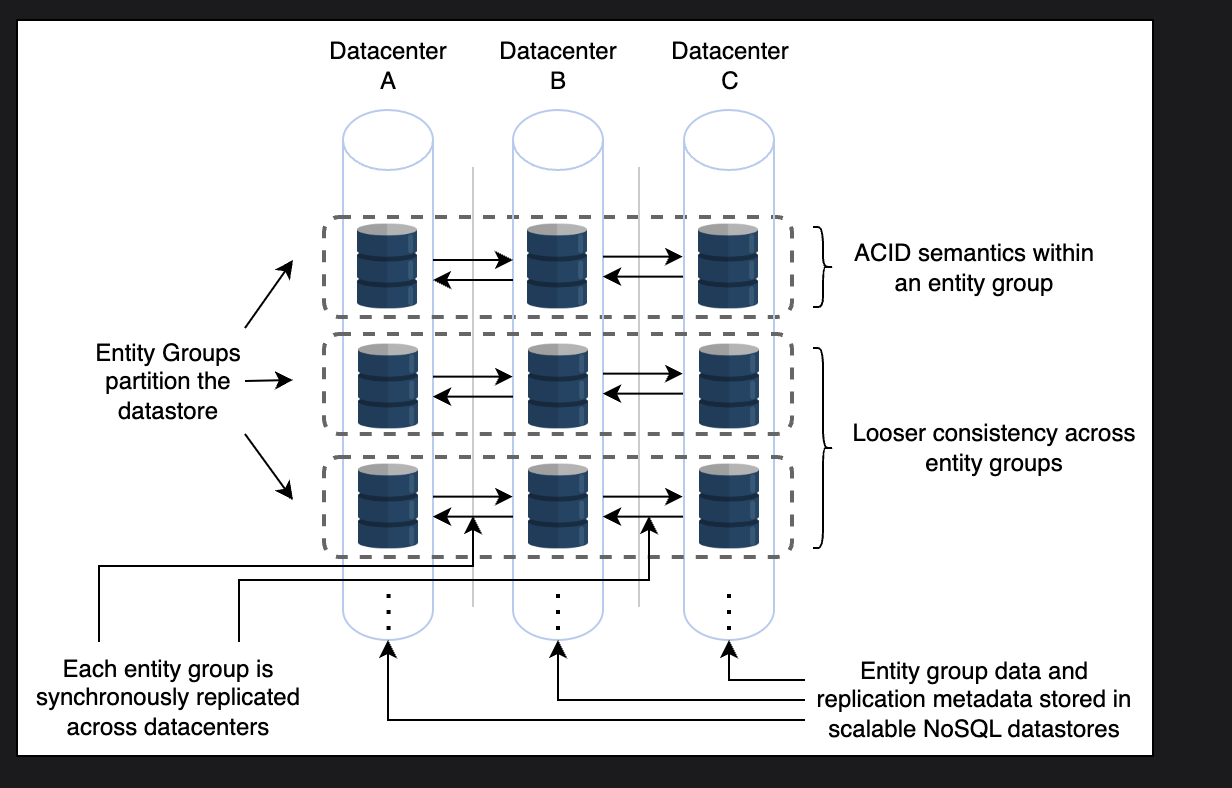 Datacenter
A
Datacenter
B
Datacenter
C
ACID semantics within
an entity group
Entity Groups
partition the
datastore
Looser consistency across
entity groups
Each entity group is
synchronously replicated
across datacenters
Entity group data and
replication metadata stored in
scalable NoSQL datastores